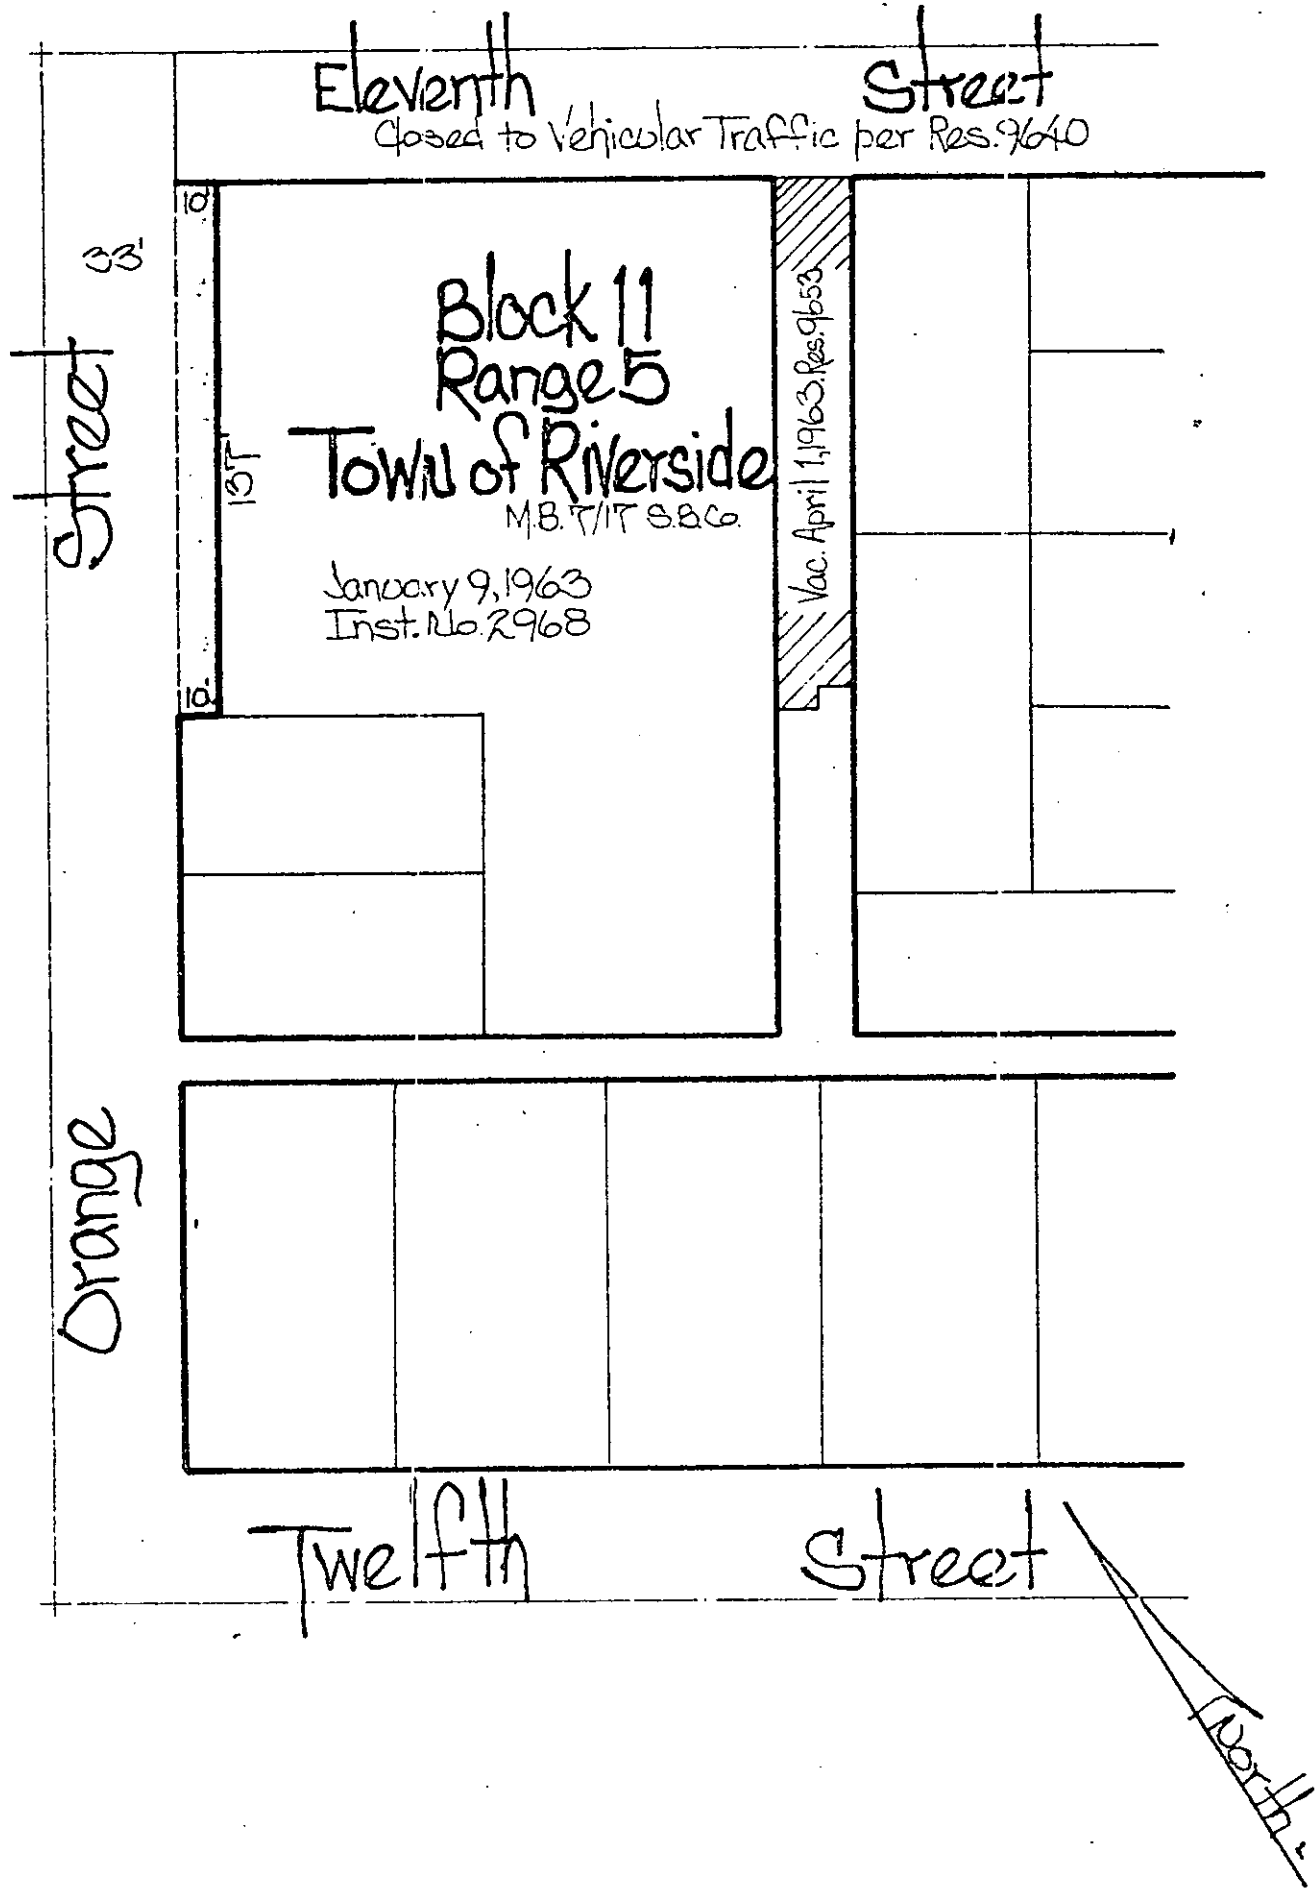 Eleventh Street
Closed to Vehicular Traffic per Res. 9640
10'
33'
Block 11
Range 5
Town of Riverside
M.B. 7/17 S.B.Co.
January 9, 1963
Inst. No. 2968
137
10'
Vac. April 1, 1963. Res. 9653
Orange Street
Twelfth Street
North